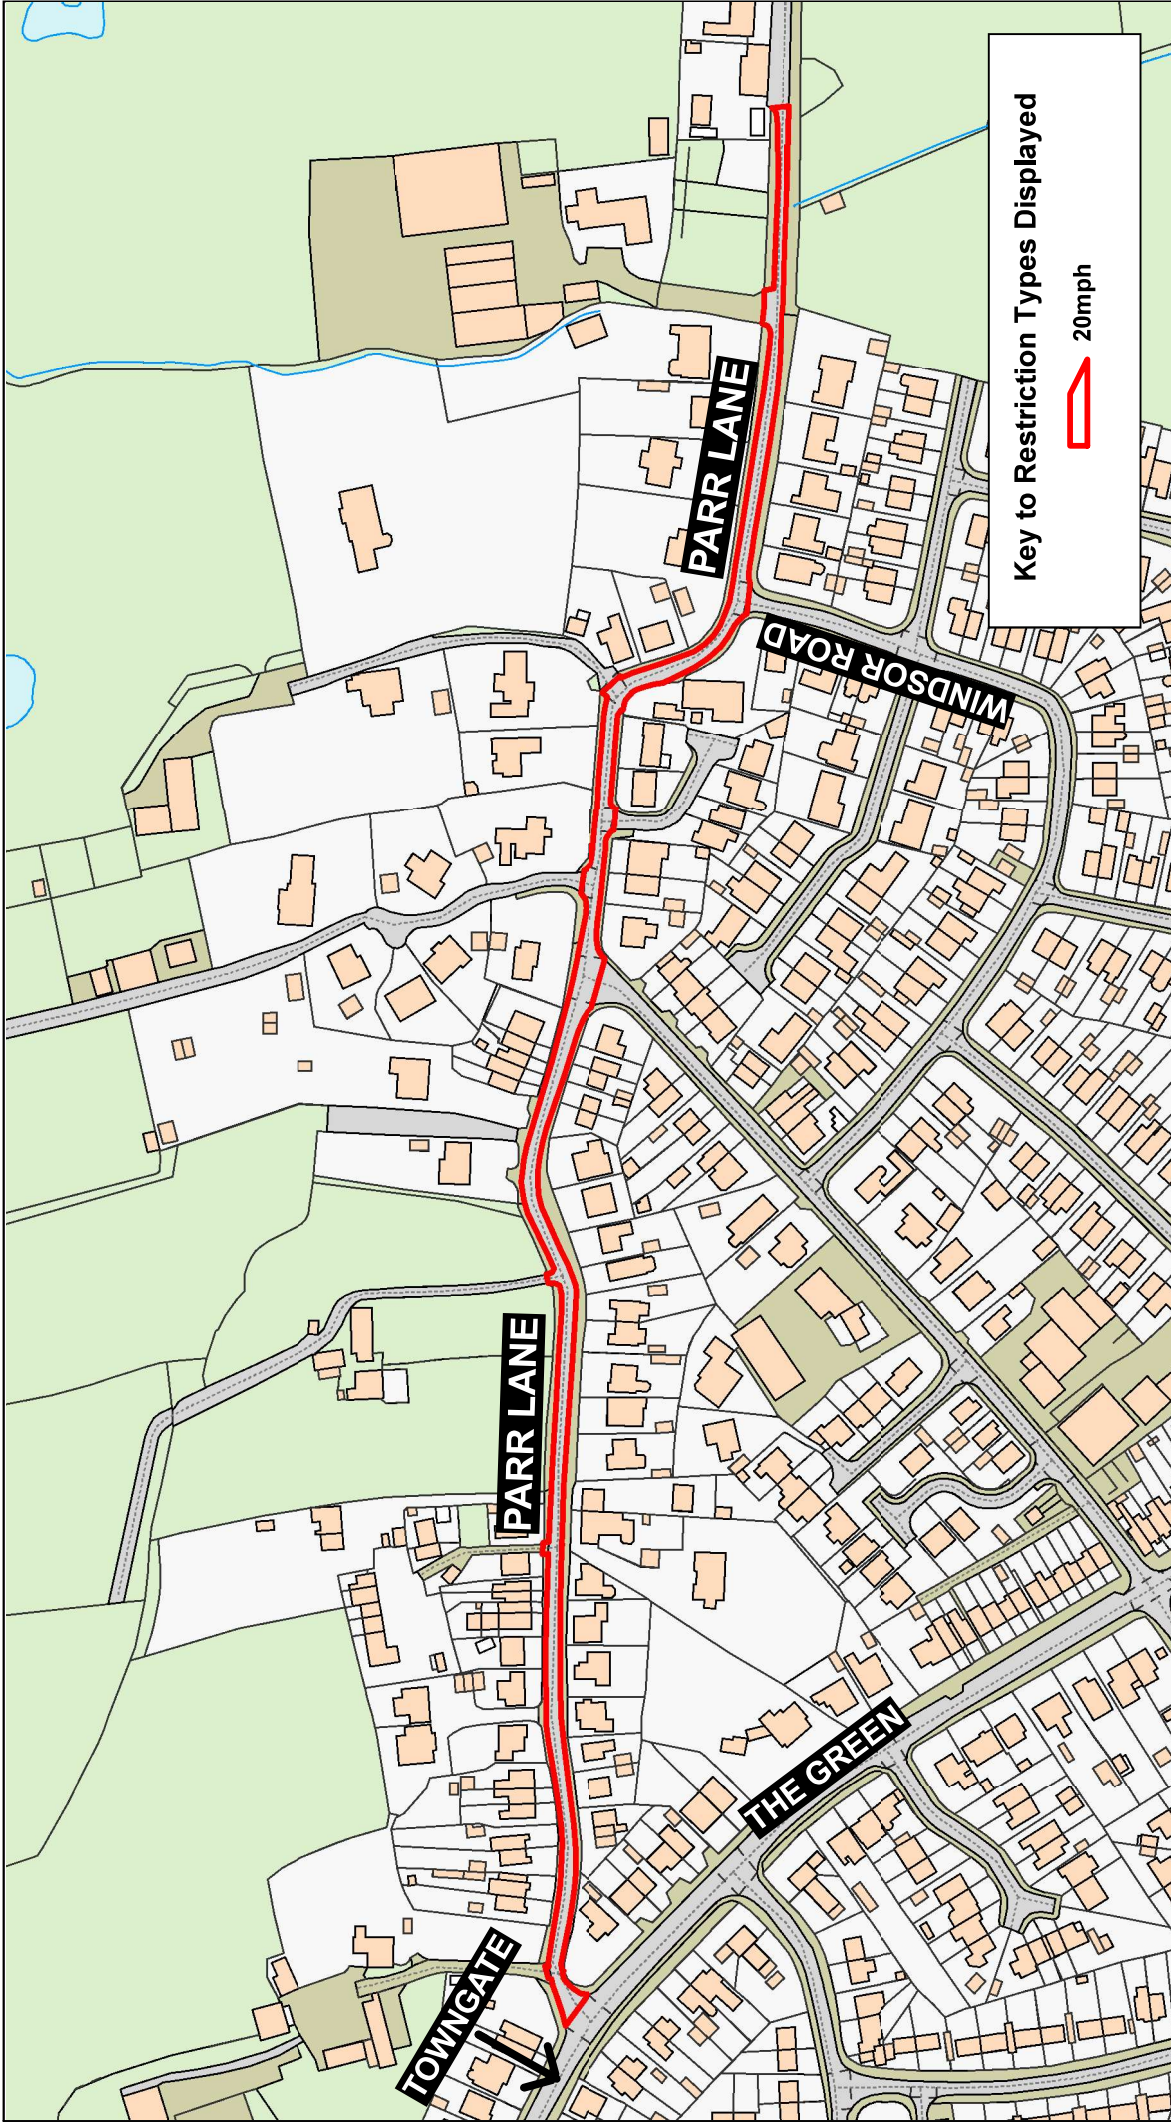 TOWNGATE
PARR LANE
THE GREEN
PARR LANE
WINDSOR ROAD
Key to Restriction Types Displayed
20mph